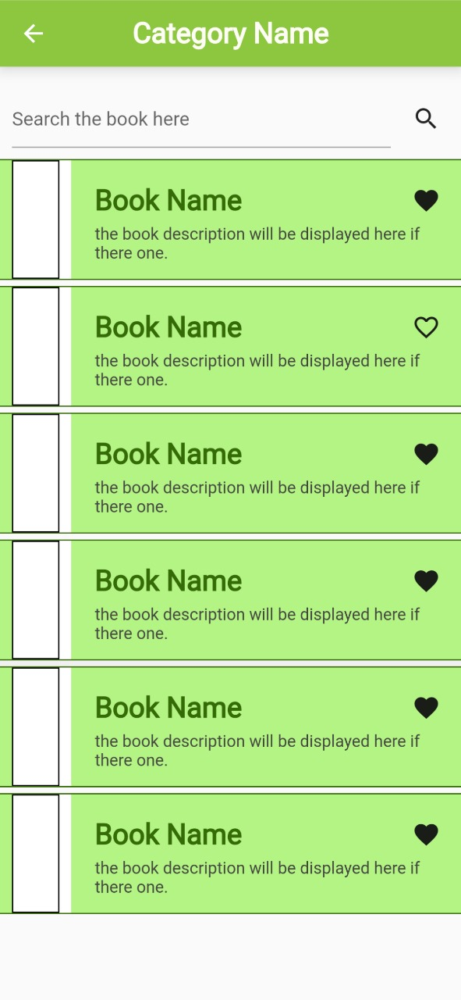 Category Name
Search the book here
Book Name
the book description will be displayed here if
there one.
Book Name
the book description will be displayed here if
there one.
Book Name
the book description will be displayed here if
there one.
Book Name
the book description will be displayed here if
there one.
Book Name
the book description will be displayed here if
there one.
Book Name
the book description will be displayed here if
there one.